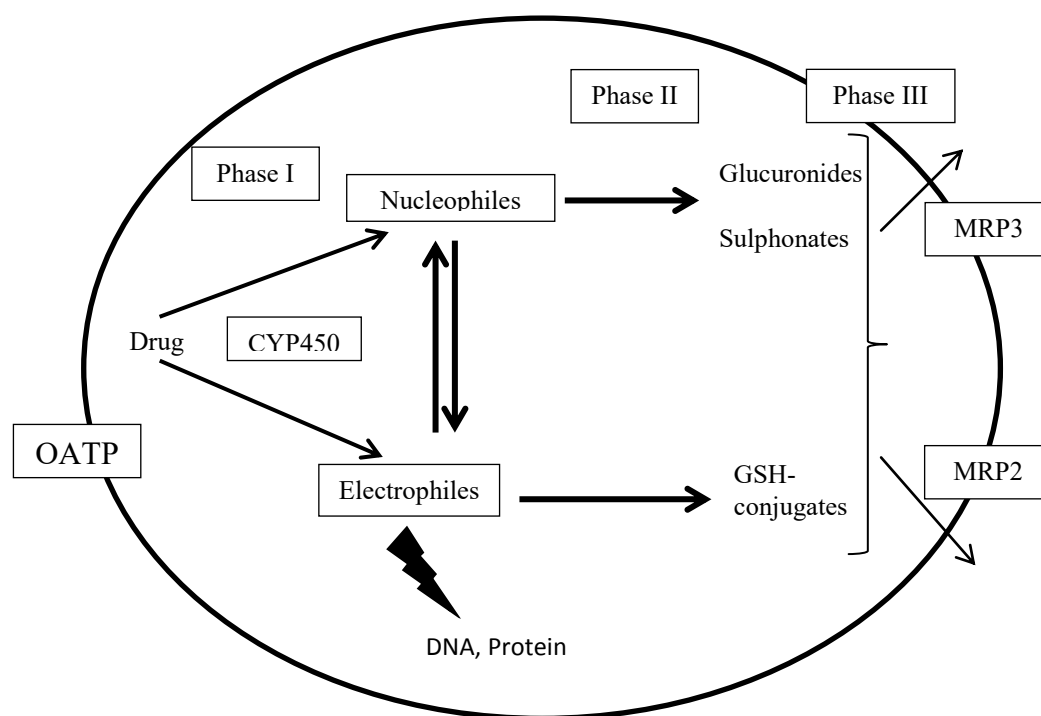 Phase II
Phase III
Phase I
Nucleophiles
Glucuronides
Sulphonates
MRP3
Drug
CYP450
OATP
Electrophiles
GSH-
conjugates
MRP2
DNA, Protein